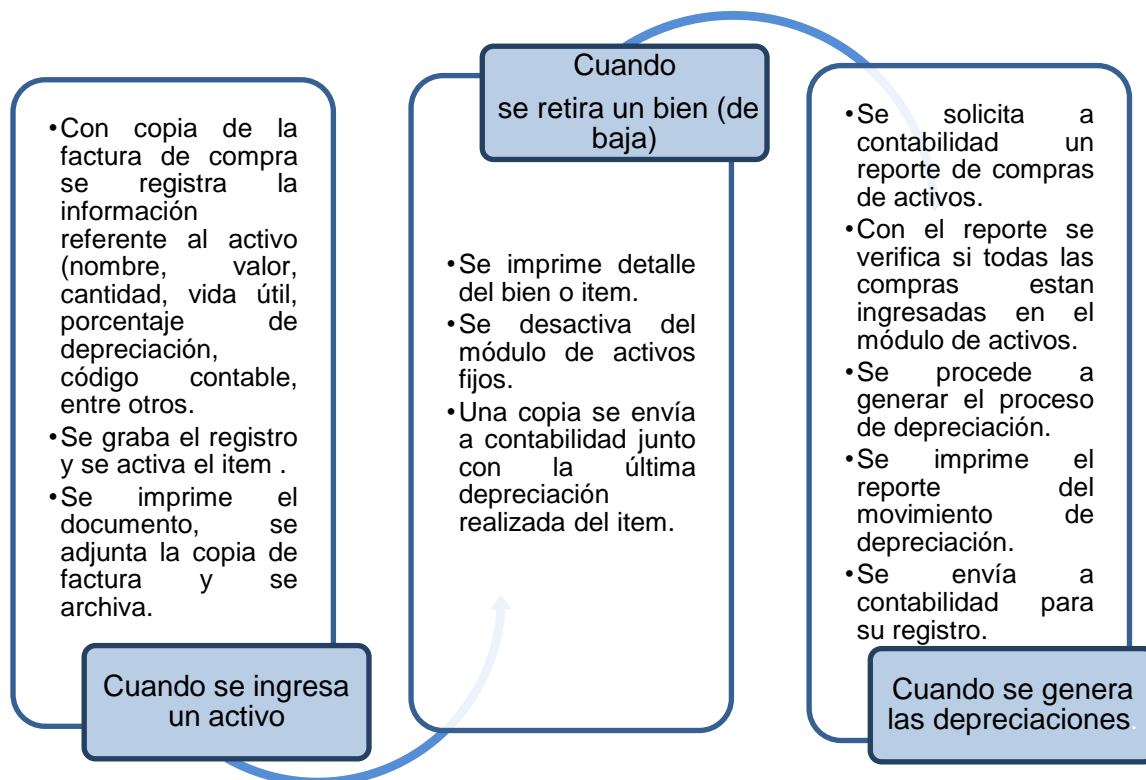 •Con copia de la
factura de compra
se registra la
información
referente al activo
(nombre, valor,
cantidad, vida útil,
porcentaje de
depreciación,
código contable,
entre otros.
•Se graba el registro
y se activa el item .
•Se imprime el
documento, se
adjunta la copia de
factura y se
archiva.
Cuando se ingresa
un activo
Cuando
se retira un bien (de
baja)
•Se imprime detalle
del bien o item.
•Se desactiva del
módulo de activos
fijos.
•Una copia se envía
a contabilidad junto
con la última
depreciación
realizada del item.
•Se solicita a
contabilidad un
reporte de compras
de activos.
•Con el reporte se
verifica si todas las
compras estan
ingresadas en el
módulo de activos.
•Se procede a
generar el proceso
de depreciación.
•Se imprime el
reporte del
movimiento de
depreciación.
•Se envía a
contabilidad para
su registro.
Cuando se genera
las depreciaciones.